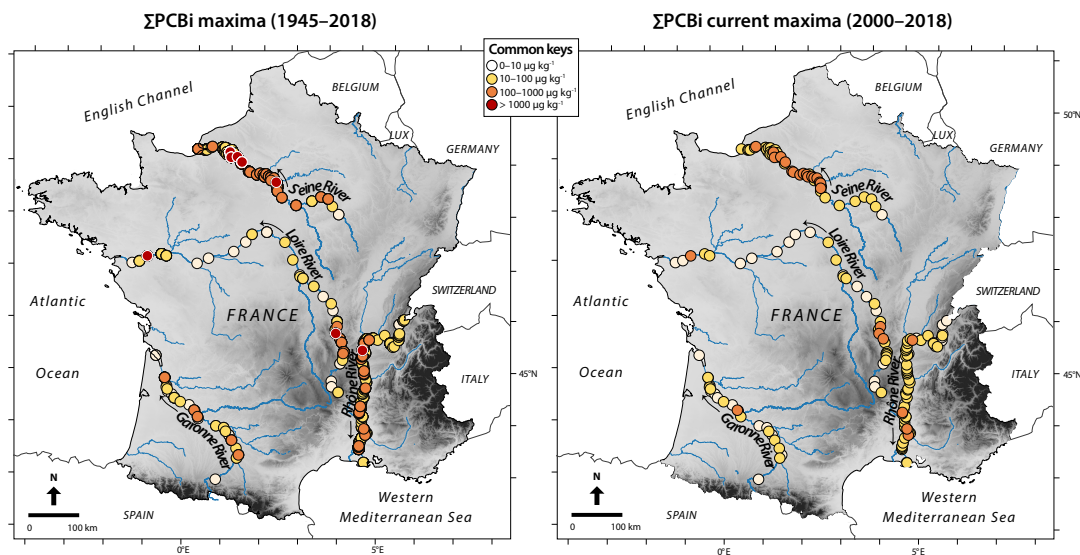 ∑PCBi maxima (1945–2018)
∑PCBi current maxima (2000–2018)
Common keys
0–10 µg kg⁻¹
10–100 µg kg⁻¹
100–1000 µg kg⁻¹
> 1000 µg kg⁻¹
English Channel
BELGIUM
LUX
GERMANY
Seine River
Loire River
SWITZERLAND
Atlantic
Ocean
FRANCE
ITALY
Rhône River
Garonne River
N
0 100 km
SPAIN
Western
Mediterranean Sea
45°N
0°E
5°E
English Channel
BELGIUM
50°N
LUX
GERMANY
Seine River
Loire River
SWITZERLAND
Atlantic
Ocean
FRANCE
ITALY
45°N
Rhône River
Garonne River
N
0 100 km
SPAIN
Western
Mediterranean Sea
0°E
5°E